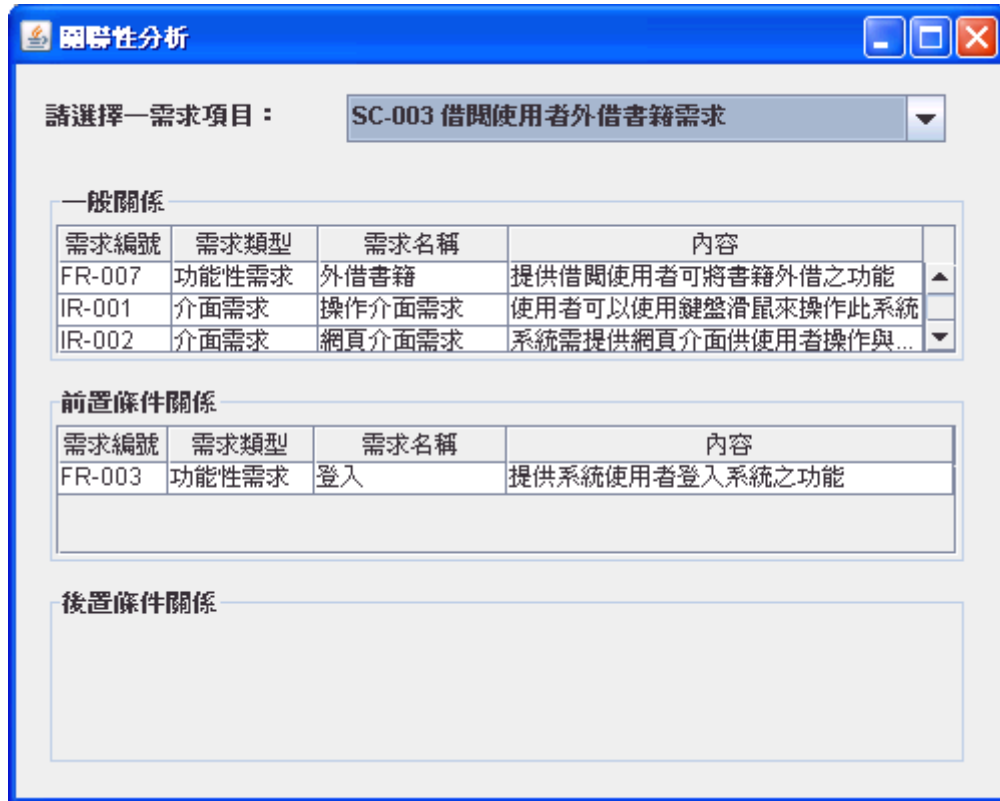 關聯性分析
請選擇一需求項目： SC-003 借閱使用者外借書籍需求
一般關係
需求編號 需求類型 需求名稱 內容
FR-007 功能性需求 外借書籍 提供借閱使用者可將書籍外借之功能
IR-001 介面需求 操作介面需求 使用者可以使用鍵盤滑鼠來操作此系統
IR-002 介面需求 網頁介面需求 系統需提供網頁介面供使用者操作與...
前置條件關係
需求編號 需求類型 需求名稱 內容
FR-003 功能性需求 登入 提供系統使用者登入系統之功能
後置條件關係